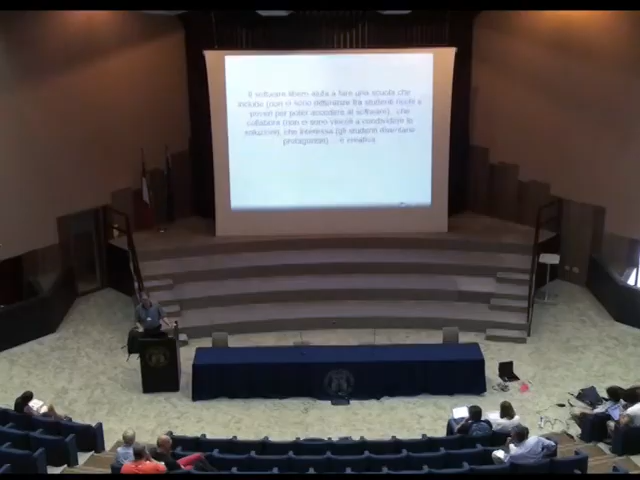 Il software libero aiuta a fare una scuola che
include (non ci sono differenze tra studenti ricchi e
poveri per poter accedere al software), che
collabora (non ci sono vincoli a condividere le
soluzioni), che interessa (gli studenti diventano
protagonisti) ... è creativa